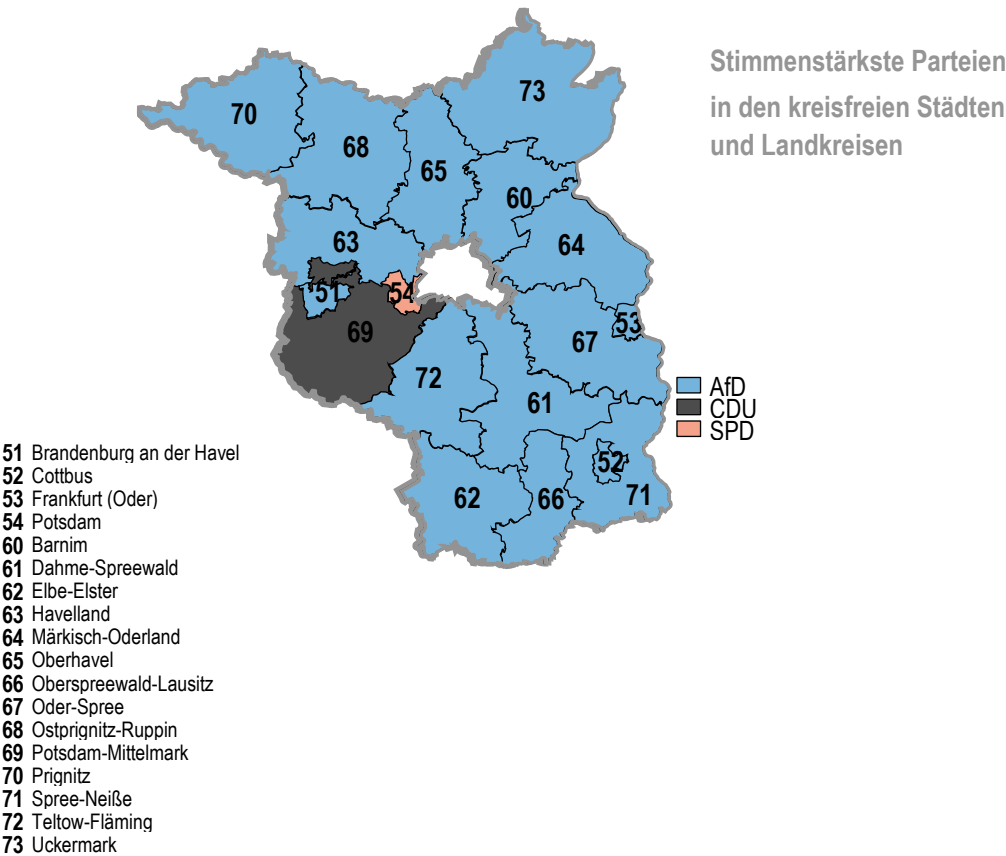 Stimmenstärkste Parteien
in den kreisfreien Städten
und Landkreisen
73
70
68
65
60
63
64
51
54
53
69
67
72
61
52
62
66
71
AfD
CDU
SPD
51 Brandenburg an der Havel
52 Cottbus
53 Frankfurt (Oder)
54 Potsdam
60 Barnim
61 Dahme-Spreewald
62 Elbe-Elster
63 Havelland
64 Märkisch-Oderland
65 Oberhavel
66 Oberspreewald-Lausitz
67 Oder-Spree
68 Ostprignitz-Ruppin
69 Potsdam-Mittelmark
70 Prignitz
71 Spree-Neiße
72 Teltow-Fläming
73 Uckermark